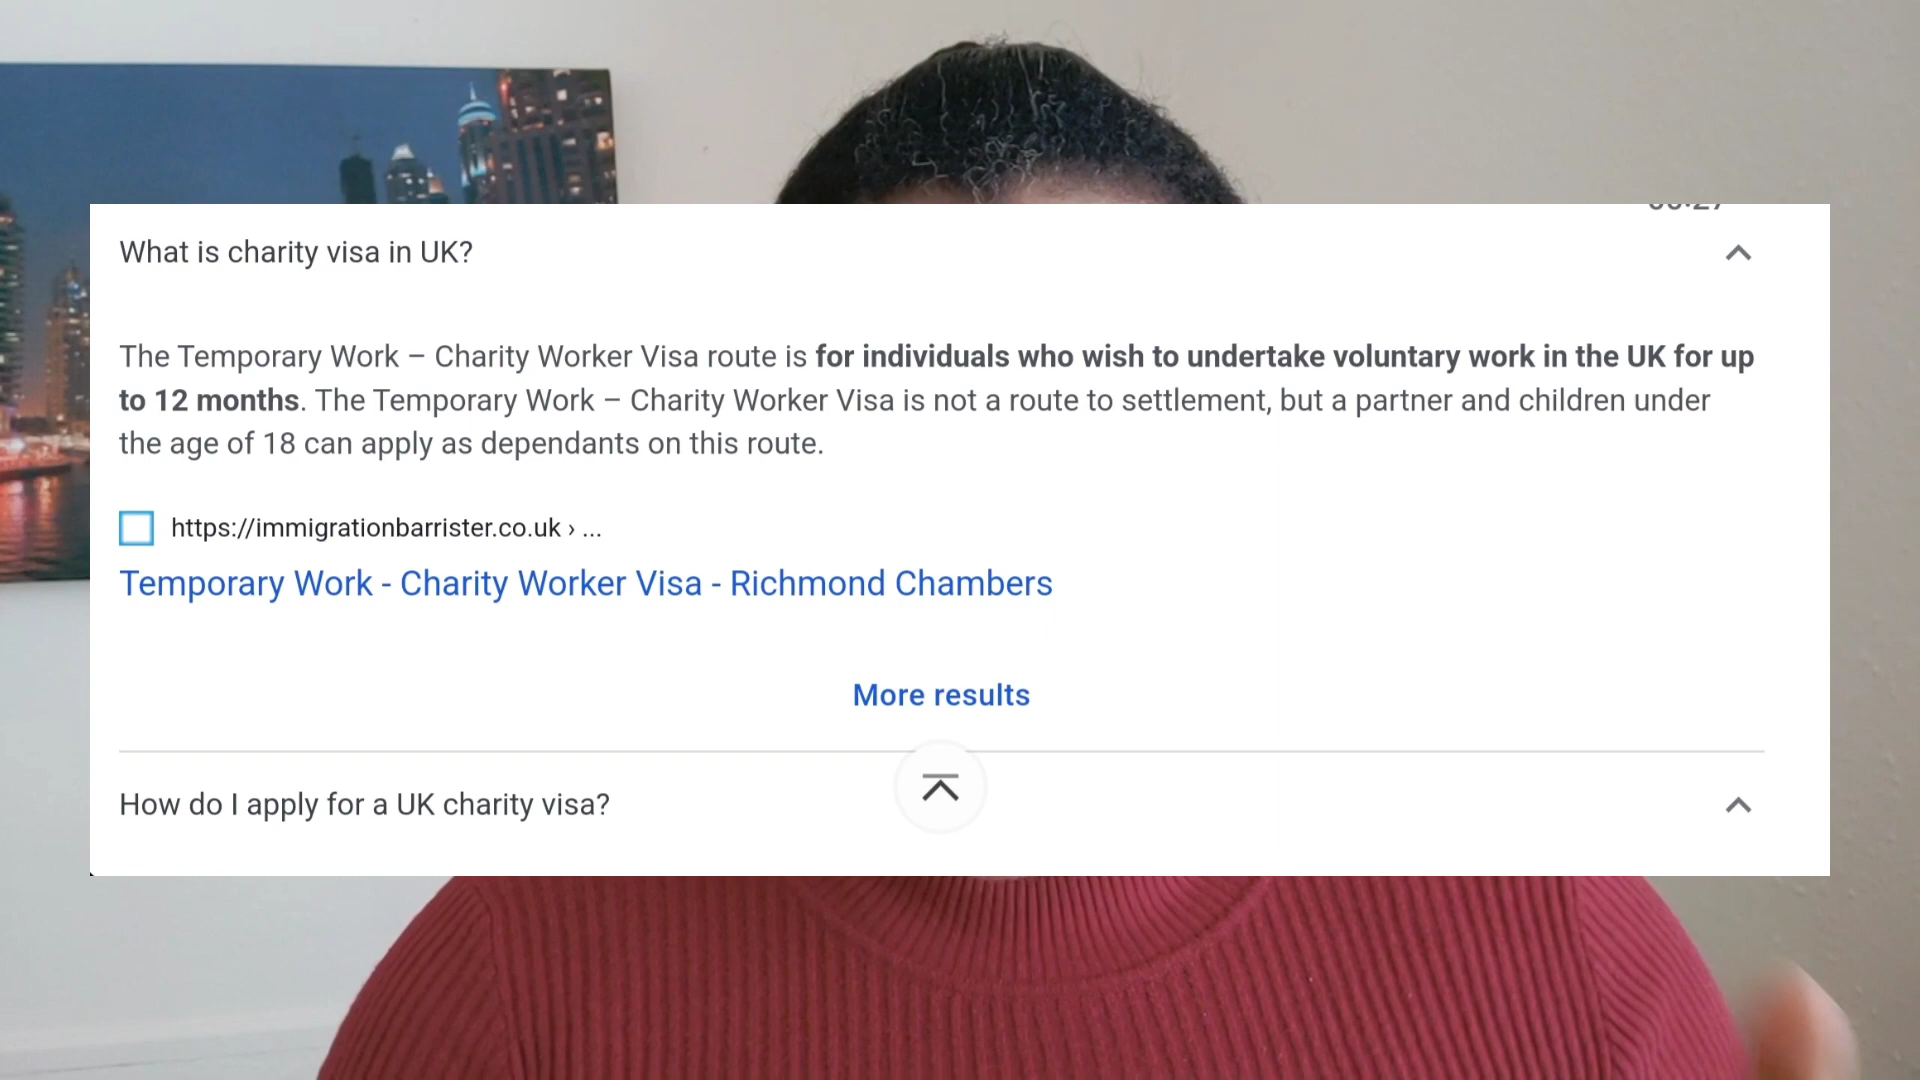 What is charity visa in UK?
The Temporary Work – Charity Worker Visa route is for individuals who wish to undertake voluntary work in the UK for up
to 12 months. The Temporary Work – Charity Worker Visa is not a route to settlement, but a partner and children under
the age of 18 can apply as dependants on this route.
https://immigrationbarrister.co.uk › ...
Temporary Work - Charity Worker Visa - Richmond Chambers
More results
How do I apply for a UK charity visa?